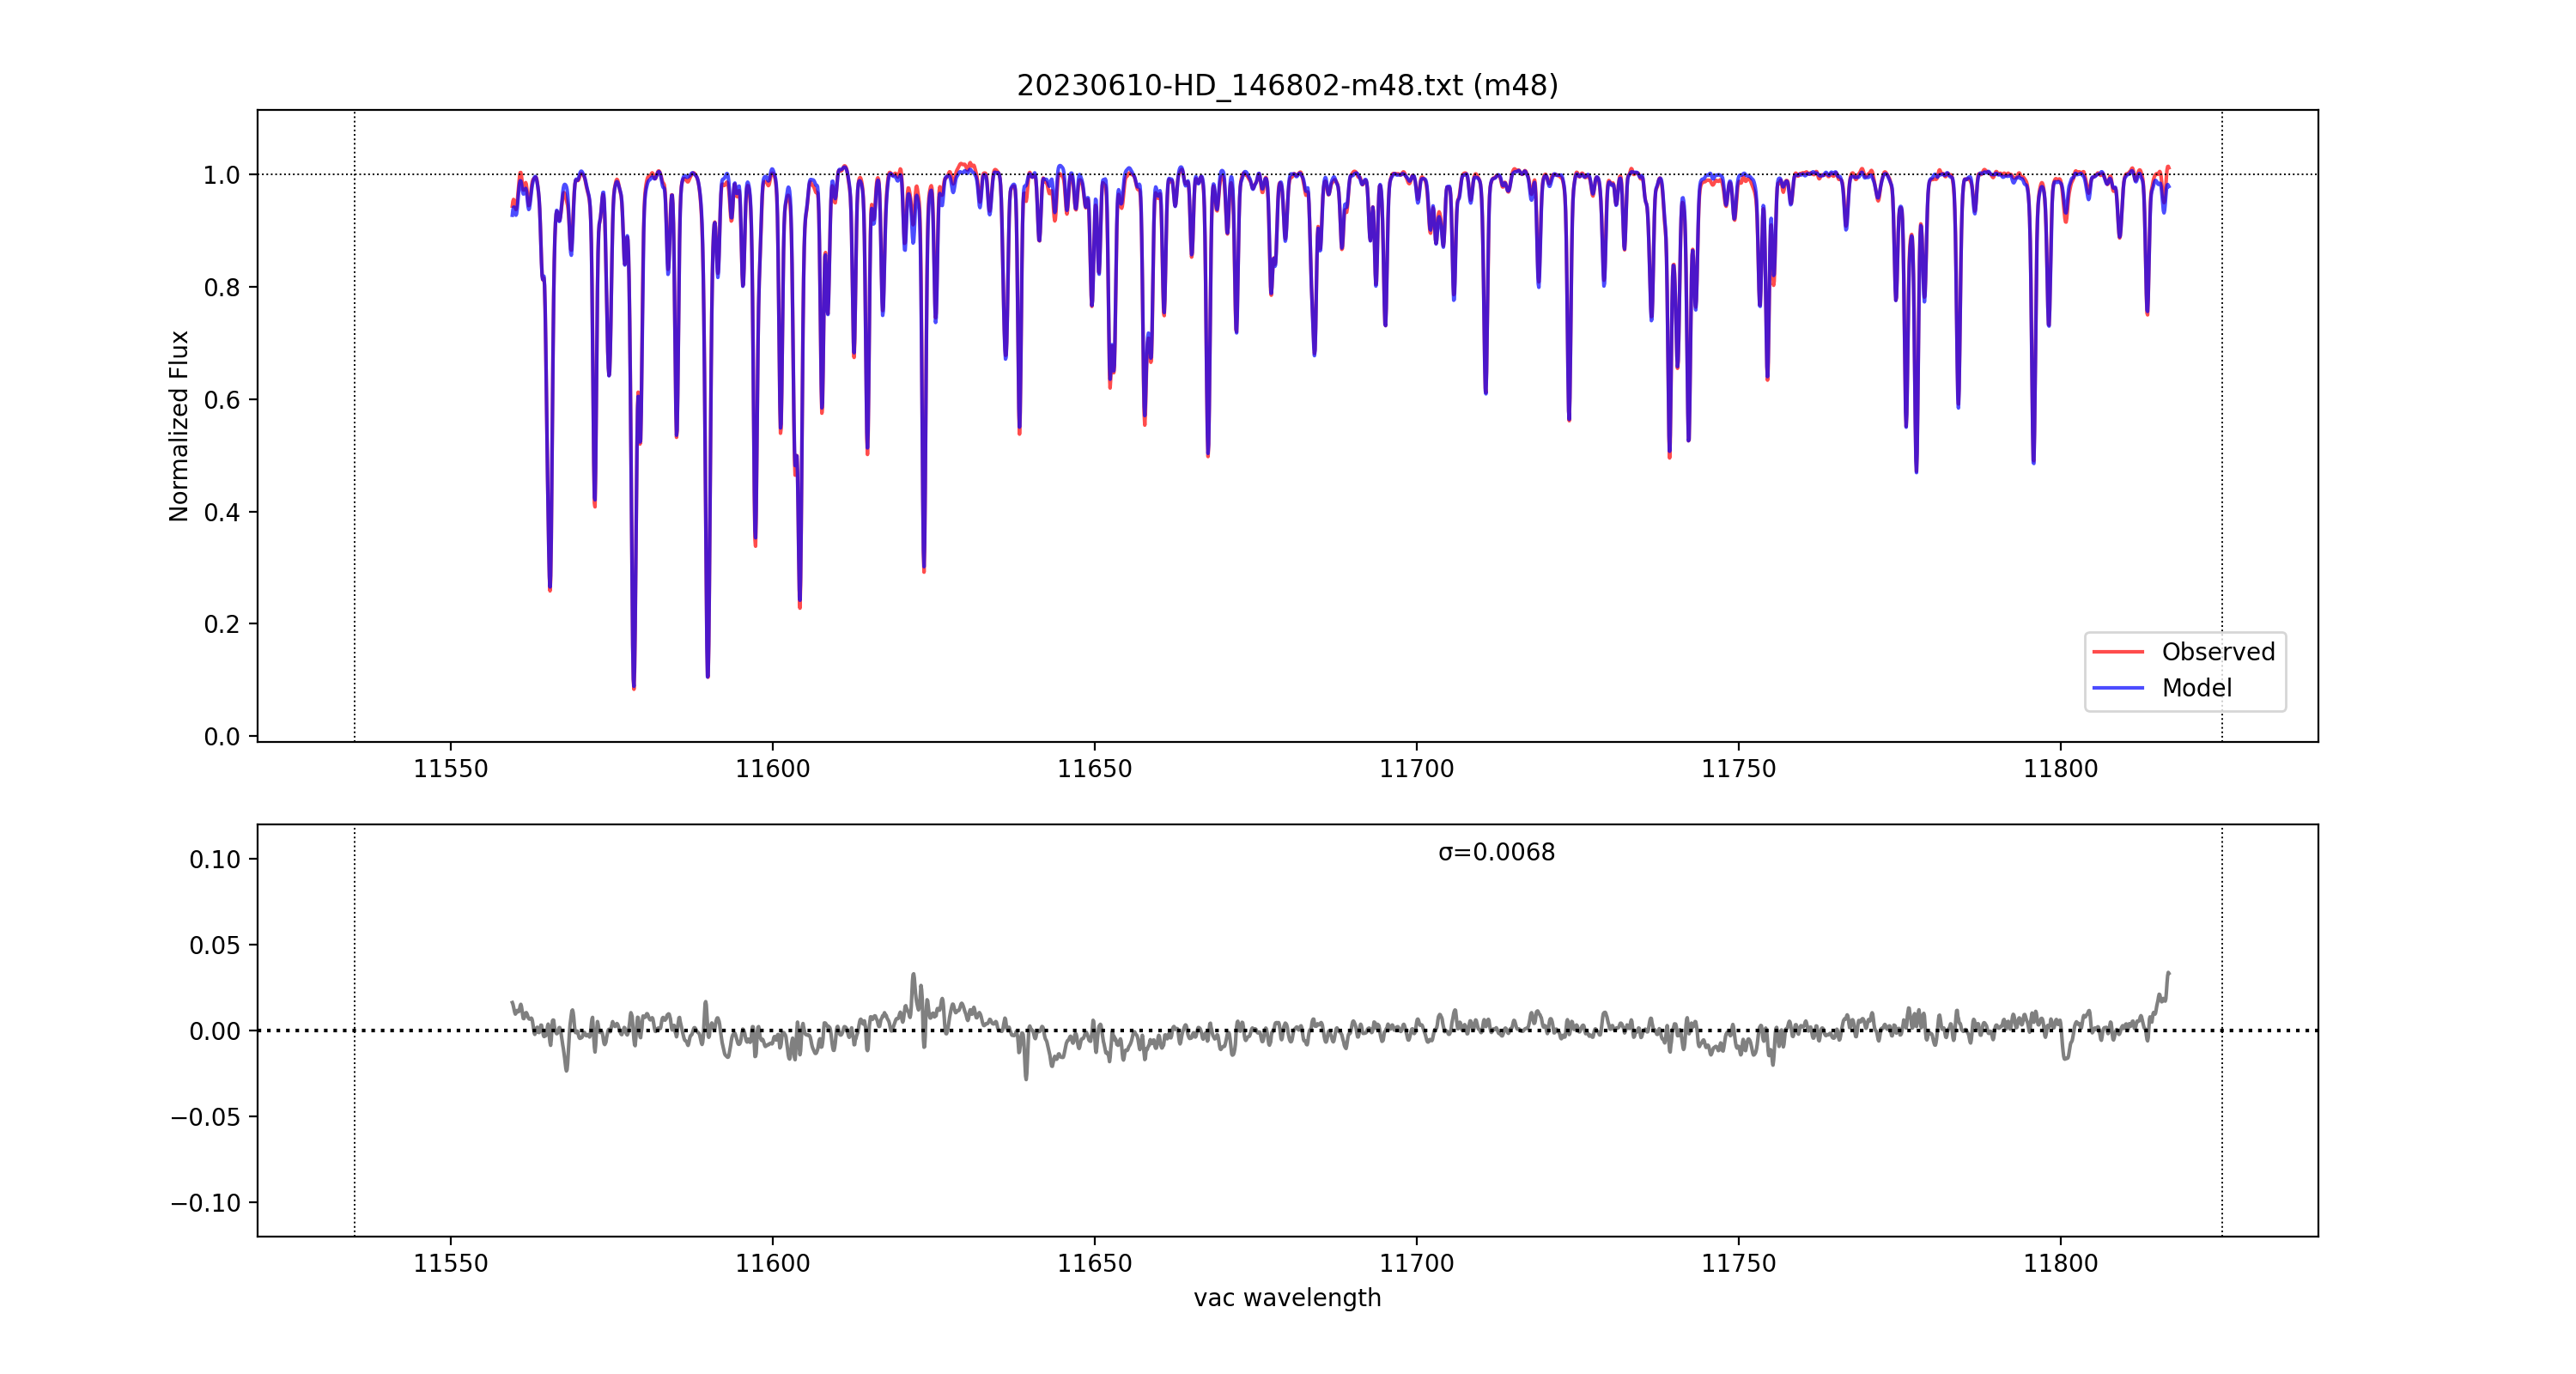 20230610-HD_146802-m48.txt (m48)
Normalized Flux
1.0
0.8
0.6
0.4
0.2
0.0
Observed
Model
11550 11600 11650 11700 11750 11800
σ=0.0068
0.10
0.05
0.00
−0.05
−0.10
11550 11600 11650 11700 11750 11800
vac wavelength